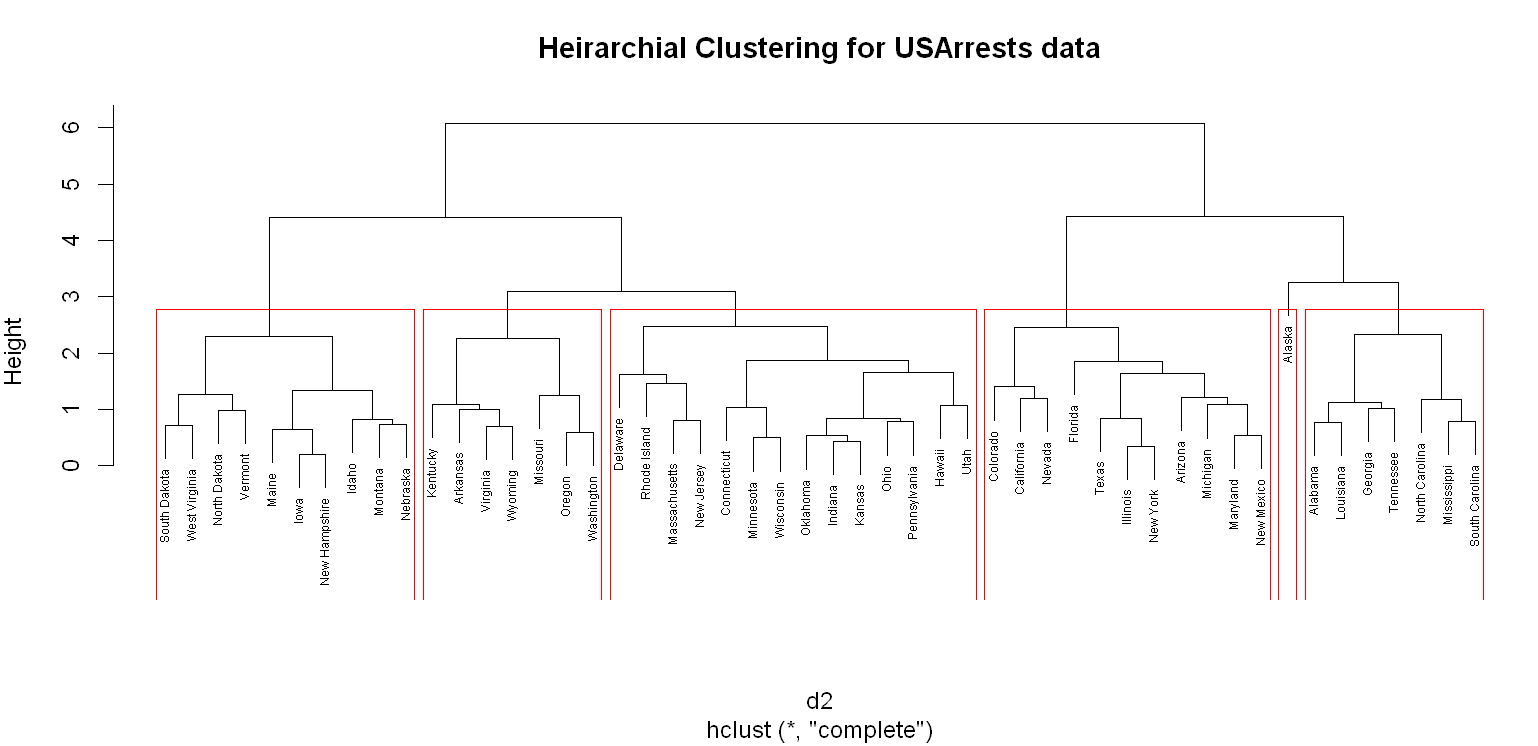 Heirarchial Clustering for USArrests data
Height
6
5
4
3
2
1
0
South Dakota
West Virginia
North Dakota
Vermont
Maine
Iowa
New Hampshire
Idaho
Montana
Nebraska
Kentucky
Arkansas
Virginia
Wyoming
Missouri
Oregon
Washington
Delaware
Rhode Island
Massachusetts
New Jersey
Connecticut
Minnesota
Wisconsin
Oklahoma
Indiana
Kansas
Ohio
Pennsylvania
Hawaii
Utah
Colorado
California
Nevada
Florida
Texas
Illinois
New York
Arizona
Michigan
Maryland
New Mexico
Alaska
Alabama
Louisiana
Georgia
Tennessee
North Carolina
Mississippi
South Carolina
d2
hclust (*, "complete")